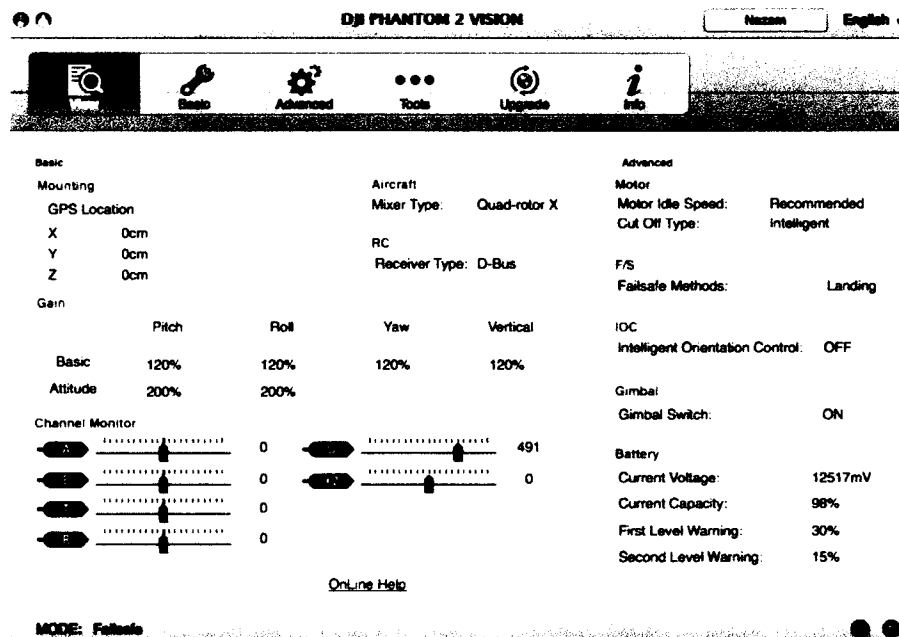 DJI PHANTOM 2 VISION
Nazam
English
View
Basic
Advanced
Tools
Upgrade
Info
Basic
Mounting
GPS Location
X 0cm
Y 0cm
Z 0cm
Aircraft
Mixer Type: Quad-rotor X
RC
Receiver Type: D-Bus
Gain
Pitch Roll Yaw Vertical
Basic 120% 120% 120% 120%
Attitude 200% 200%
Channel Monitor
A 0
E 0
T 0
R 0
U 491
0
OnLine Help
Advanced
Motor
Motor Idle Speed: Recommended
Cut Off Type: Intelligent
F/S
Failsafe Methods: Landing
IOC
Intelligent Orientation Control: OFF
Gimbal
Gimbal Switch: ON
Battery
Current Voltage: 12517mV
Current Capacity: 98%
First Level Warning: 30%
Second Level Warning: 15%
MODE: Failsafe